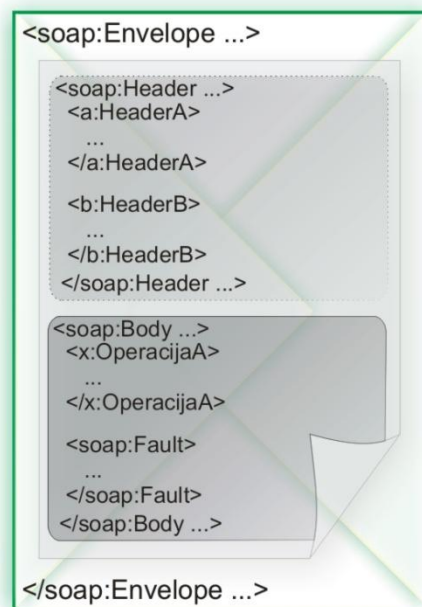 <soap:Envelope ...>
<soap:Header ...>
<a:HeaderA>
...
</a:HeaderA>
<b:HeaderB>
...
</b:HeaderB>
</soap:Header ...>
<soap:Body ...>
<x:OperacijaA>
...
</x:OperacijaA>
<soap:Fault>
...
</soap:Fault>
</soap:Body ...>
</soap:Envelope ...>